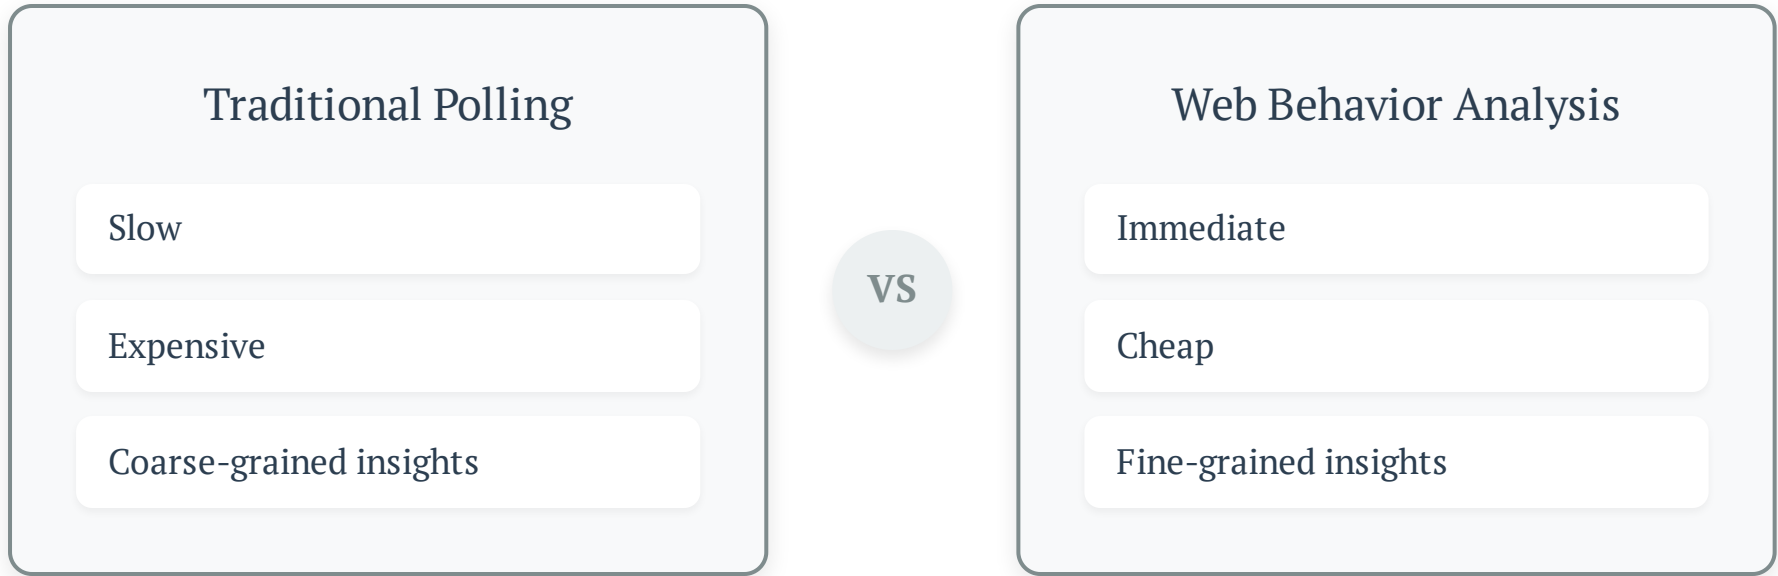 Traditional Polling
Slow
Expensive
Coarse-grained insights
VS
Web Behavior Analysis
Immediate
Cheap
Fine-grained insights